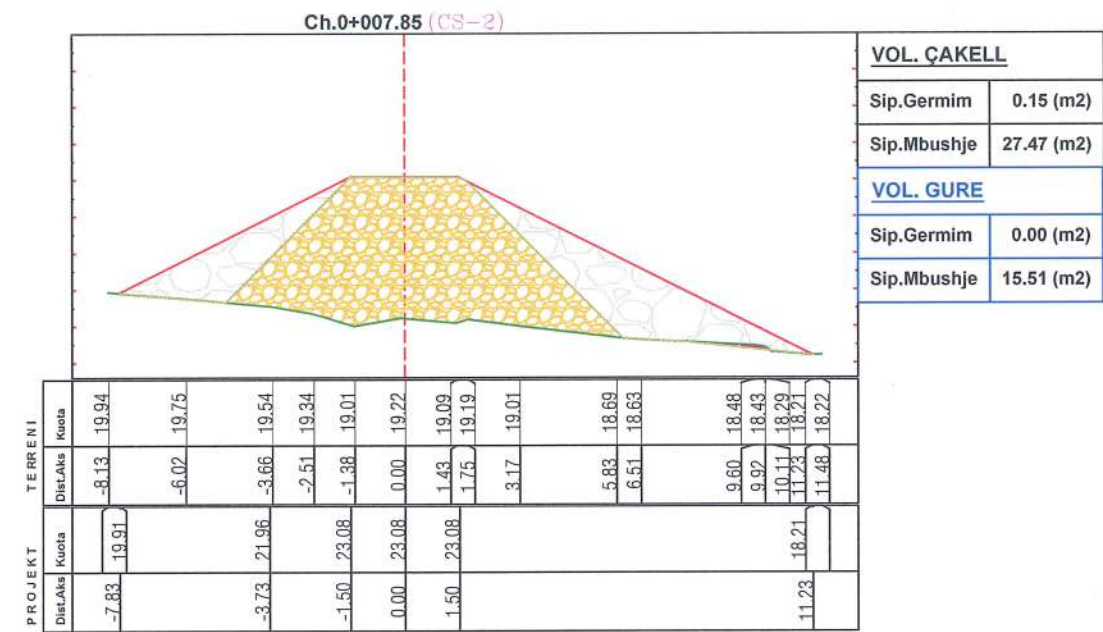 Ch.0+007.85 (CS-2)
VOL. ÇAKELL
Sip.Germim 0.15 (m2)
Sip.Mbushje 27.47 (m2)
VOL. GURE
Sip.Germim 0.00 (m2)
Sip.Mbushje 15.51 (m2)
TERRENI
Kuota 19.94 19.75 19.54 19.34 19.01 19.22 19.09 19.19 19.01 18.69 18.63 18.48 18.43 18.29 18.21 18.22
Dist.Aks -8.13 -6.02 -3.66 -2.51 -1.38 0.00 1.43 1.75 3.17 5.83 6.51 9.60 9.92 10.11 11.23 11.48
PROJEKT
Kuota 19.91 21.96 23.08 23.08 23.08 18.21
Dist.Aks -7.83 -3.73 -1.50 0.00 1.50 11.23